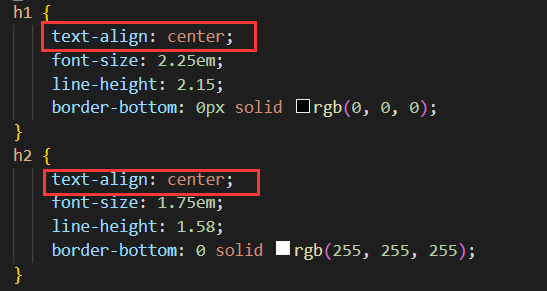 h1 {
text-align: center;
font-size: 2.25em;
line-height: 2.15;
border-bottom: 0px solid rgb(0, 0, 0);
}
h2 {
text-align: center;
font-size: 1.75em;
line-height: 1.58;
border-bottom: 0 solid rgb(255, 255, 255);
}